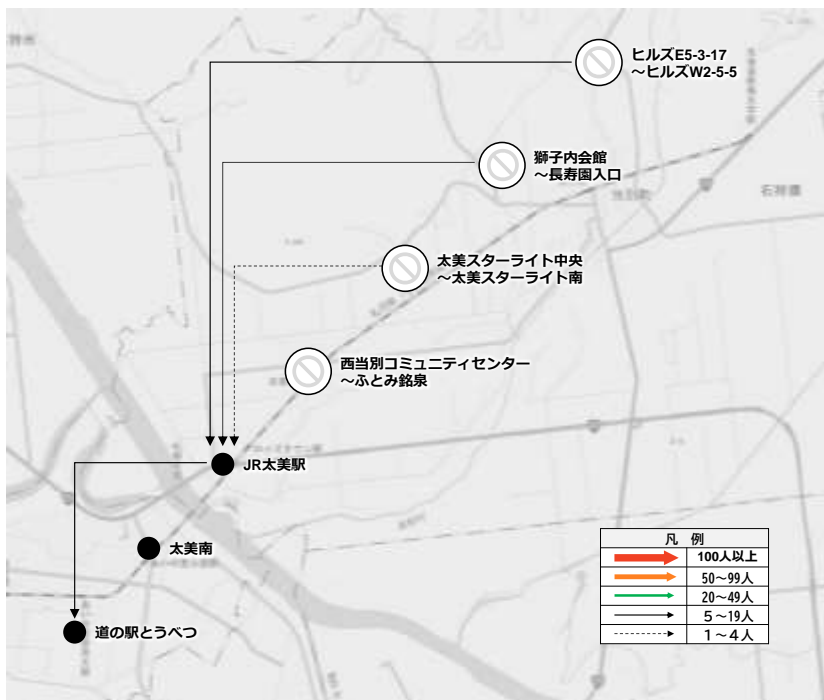 ヒルズE5-3-17
～ヒルズW2-5-5
獅子内会館
～長寿園入口
石狩農
太美スターライト中央
～太美スターライト南
西当別コミュニティセンター
～ふとみ銘泉
JR太美駅
太美南
道の駅とうべつ
凡　例
100人以上
50～99人
20～49人
５～19人
１～４人